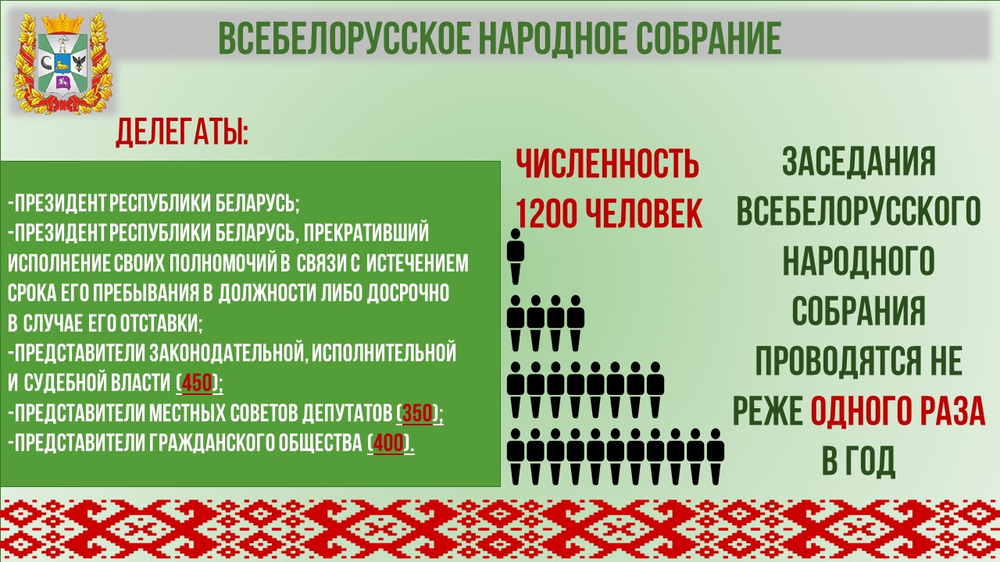 ВСЕБЕЛОРУССКОЕ НАРОДНОЕ СОБРАНИЕ
ДЕЛЕГАТЫ:
-ПРЕЗИДЕНТ РЕСПУБЛИКИ БЕЛАРУСЬ;
-ПРЕЗИДЕНТ РЕСПУБЛИКИ БЕЛАРУСЬ, ПРЕКРАТИВШИЙ
ИСПОЛНЕНИЕ СВОИХ ПОЛНОМОЧИЙ В СВЯЗИ С ИСТЕЧЕНИЕМ
СРОКА ЕГО ПРЕБЫВАНИЯ В ДОЛЖНОСТИ ЛИБО ДОСРОЧНО
В СЛУЧАЕ ЕГО ОТСТАВКИ;
-ПРЕДСТАВИТЕЛИ ЗАКОНОДАТЕЛЬНОЙ, ИСПОЛНИТЕЛЬНОЙ
И СУДЕБНОЙ ВЛАСТИ (450);
-ПРЕДСТАВИТЕЛИ МЕСТНЫХ СОВЕТОВ ДЕПУТАТОВ (350);
-ПРЕДСТАВИТЕЛИ ГРАЖДАНСКОГО ОБЩЕСТВА (400).
ЧИСЛЕННОСТЬ
1200 ЧЕЛОВЕК
ЗАСЕДАНИЯ
ВСЕБЕЛОРУССКОГО
НАРОДНОГО
СОБРАНИЯ
ПРОВОДЯТСЯ НЕ
РЕЖЕ ОДНОГО РАЗА
В ГОД